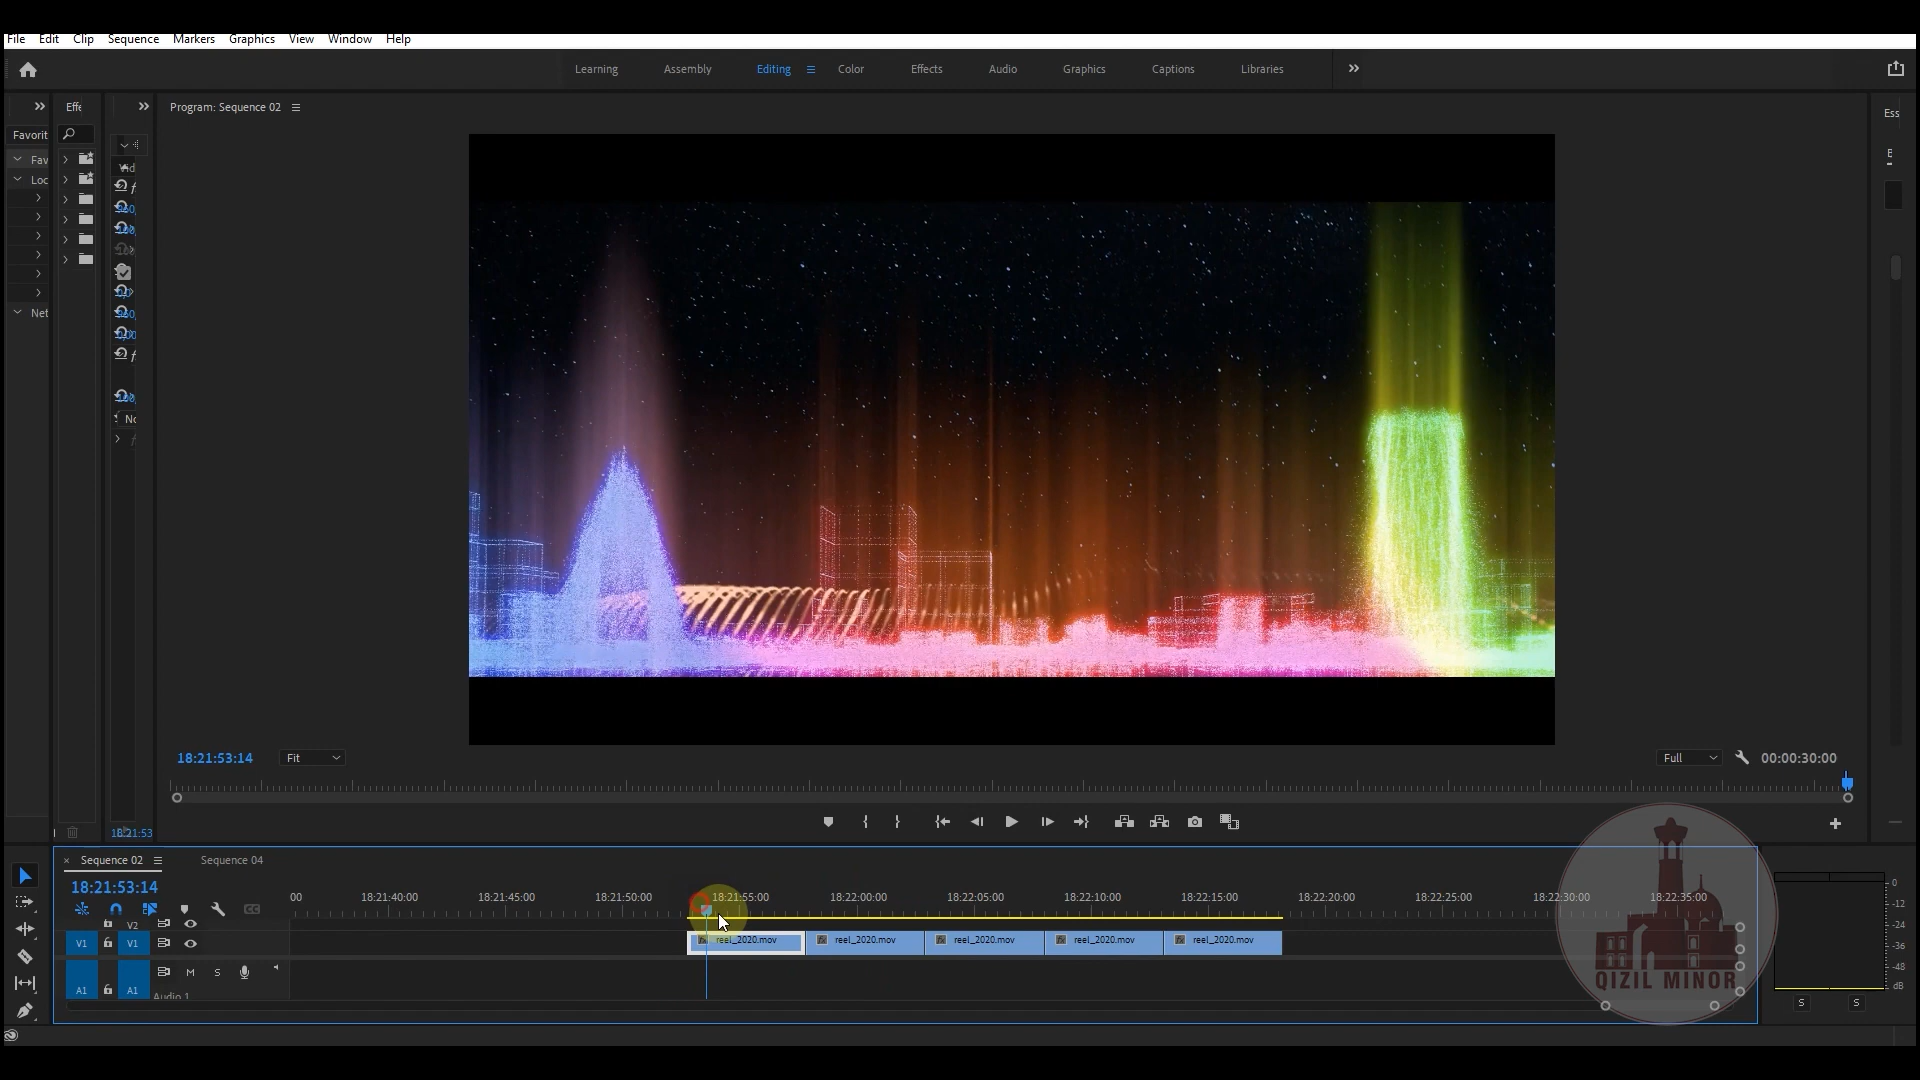 File Edit Clip Sequence Markers Graphics View Window Help
Learning Assembly Editing Color Effects Audio Graphics Captions Libraries
Effe
Program: Sequence 02
Ess
Favorit
Fav
Loc
Net
18:21:53:14 Fit Full 00:00:30:00
18:21:53
Sequence 02 Sequence 04
18:21:53:14
00 18:21:40:00 18:21:45:00 18:21:50:00 18:21:55:00 18:22:00:00 18:22:05:00 18:22:10:00 18:22:15:00 18:22:20:00 18:22:25:00 18:22:30:00 18:22:35:00
V2
V1 V1 reel_2020.mov reel_2020.mov reel_2020.mov reel_2020.mov reel_2020.mov
M S
A1 A1 Audio 1
QIZIL MINOR
0
-12
-24
-36
-48
dB
S S